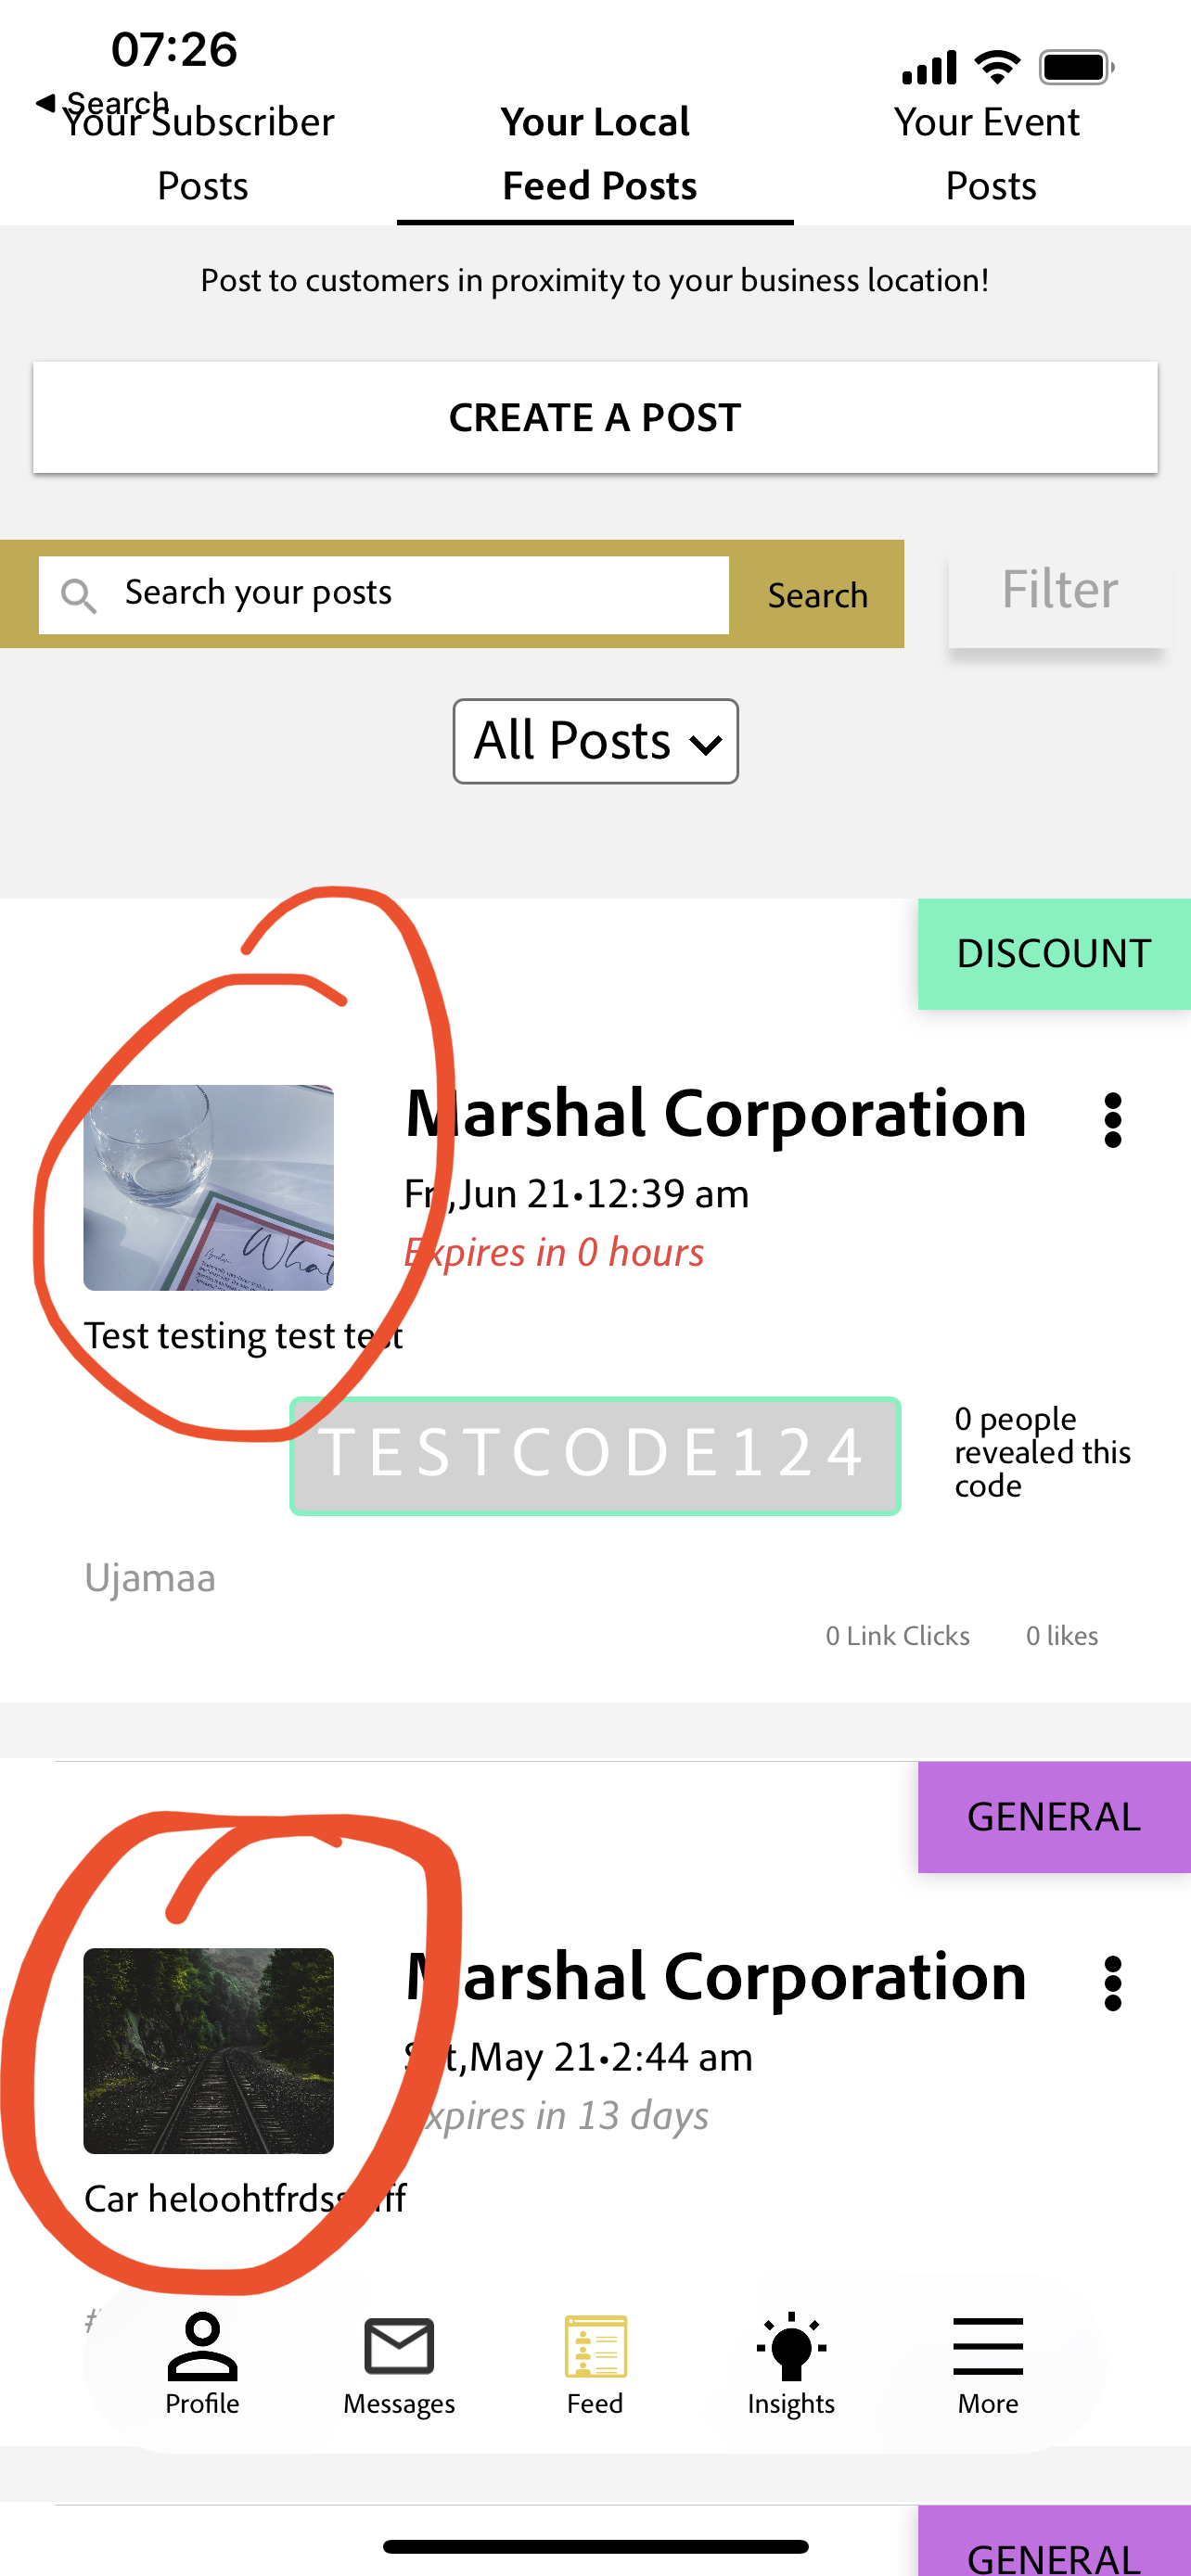 07:26
Search
Your Subscriber
Posts
Your Local
Feed Posts
Your Event
Posts
Post to customers in proximity to your business location!
CREATE A POST
Search your posts
Search
Filter
All Posts
DISCOUNT
Marshal Corporation
Fri,Jun 21•12:39 am
Expires in 0 hours
What
Test testing test test
TESTCODE124
0 people
revealed this
code
Ujamaa
0 Link Clicks
0 likes
GENERAL
Marshal Corporation
Sat,May 21•2:44 am
Expires in 13 days
Car
#
Profile
Messages
Feed
Insights
More
GENERAL